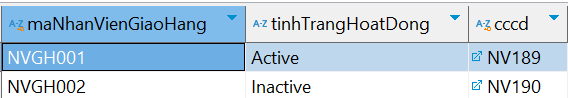 A-Z maNhanVienGiaoHang A-Z tinhTrangHoatDong A-Z cccd
NVGH001 Active NV189
NVGH002 Inactive NV190